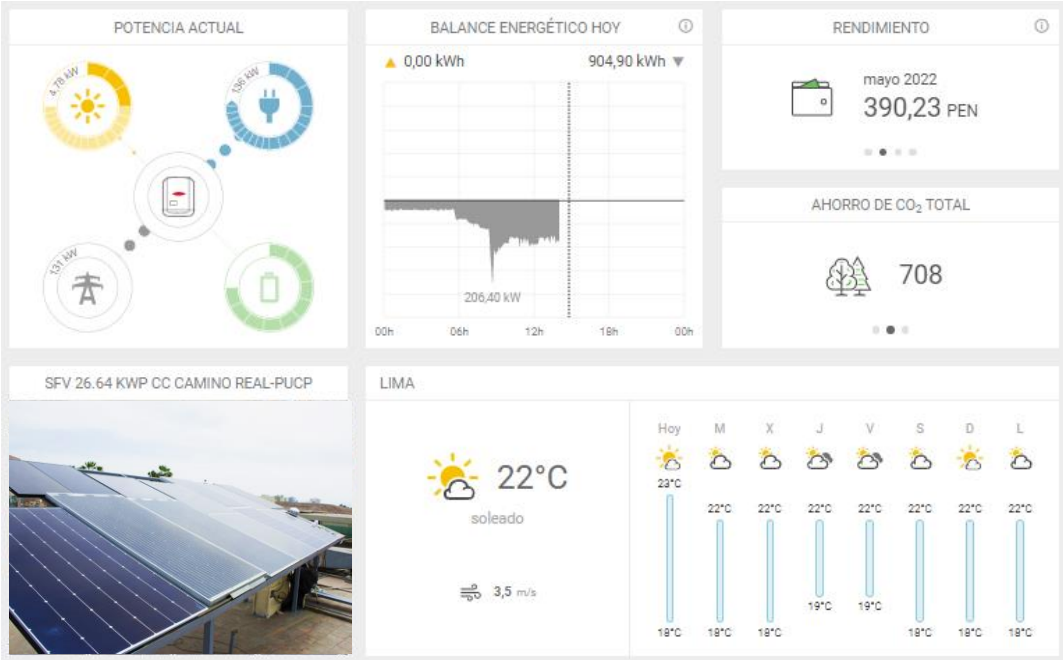 POTENCIA ACTUAL
4,78 kW
136 kW
131 kW
BALANCE ENERGÉTICO HOY
0,00 kWh
904,90 kWh
206,40 kW
00h 06h 12h 18h 00h
RENDIMIENTO
mayo 2022
390,23 PEN
AHORRO DE CO₂ TOTAL
708
SFV 26.64 KWP CC CAMINO REAL-PUCP
LIMA
22°C
soleado
3,5 m/s
Hoy M X J V S D L
23°C
22°C 22°C 22°C 22°C 22°C 22°C 22°C
19°C 19°C
18°C 18°C 18°C 18°C 18°C 18°C